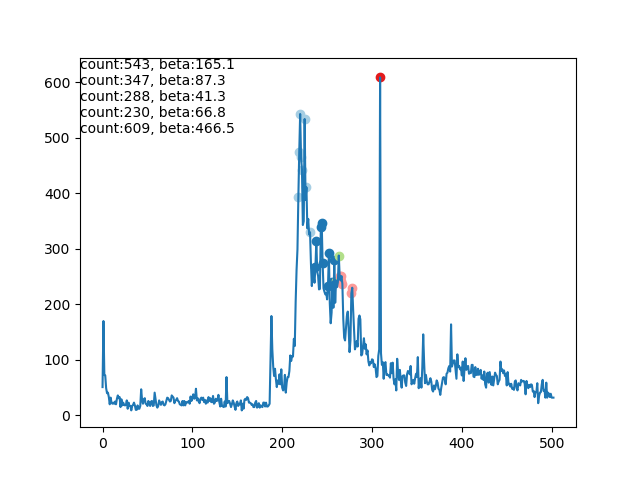 count:543, beta:165.1
count:347, beta:87.3
count:288, beta:41.3
count:230, beta:66.8
count:609, beta:466.5
600
500
400
300
200
100
0
0 100 200 300 400 500